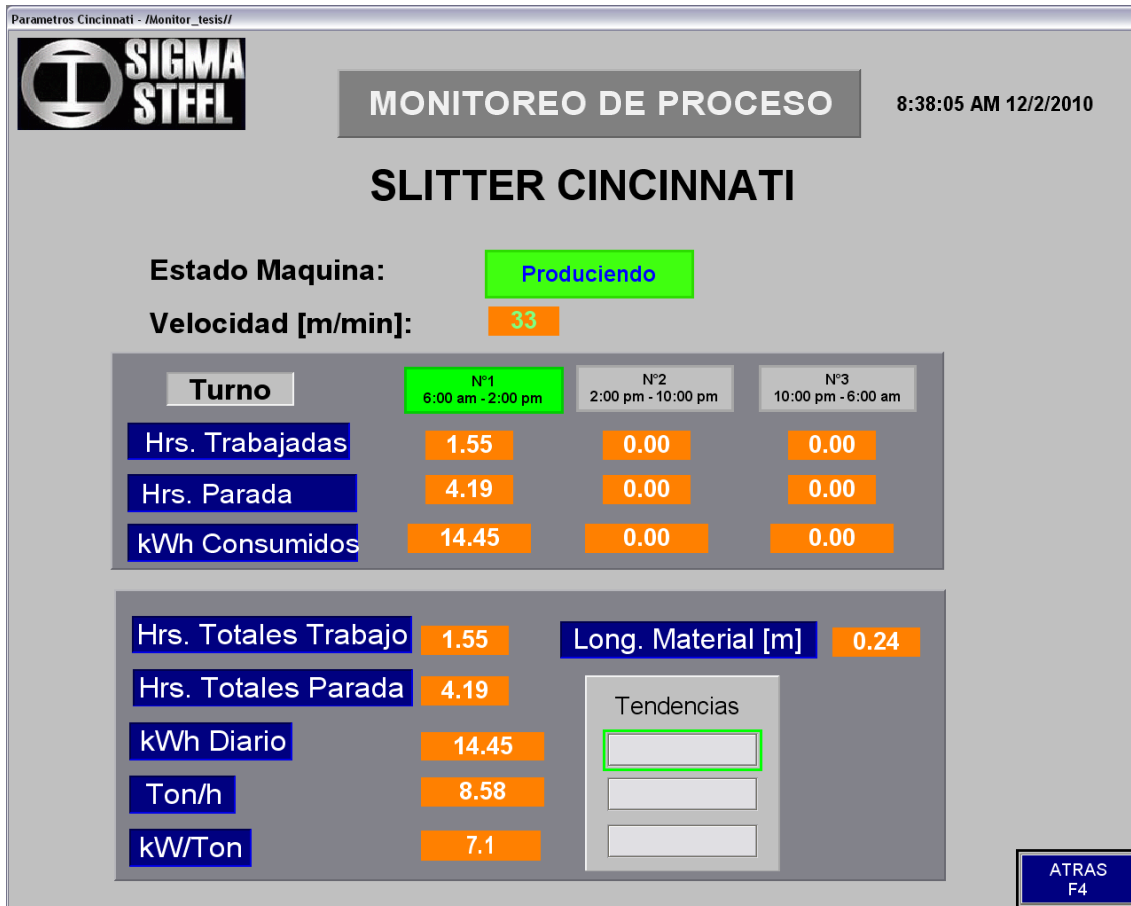 Parametros Cincinnati - /Monitor_tesis//
SIGMA
STEEL
MONITOREO DE PROCESO
8:38:05 AM 12/2/2010
SLITTER CINCINNATI
Estado Maquina:
Produciendo
Velocidad [m/min]:
33
Turno
N°1
6:00 am - 2:00 pm
N°2
2:00 pm - 10:00 pm
N°3
10:00 pm - 6:00 am
Hrs. Trabajadas 1.55 0.00 0.00
Hrs. Parada 4.19 0.00 0.00
kWh Consumidos 14.45 0.00 0.00
Hrs. Totales Trabajo 1.55
Long. Material [m] 0.24
Hrs. Totales Parada 4.19
kWh Diario 14.45
Ton/h 8.58
kW/Ton 7.1
Tendencias
ATRAS
F4